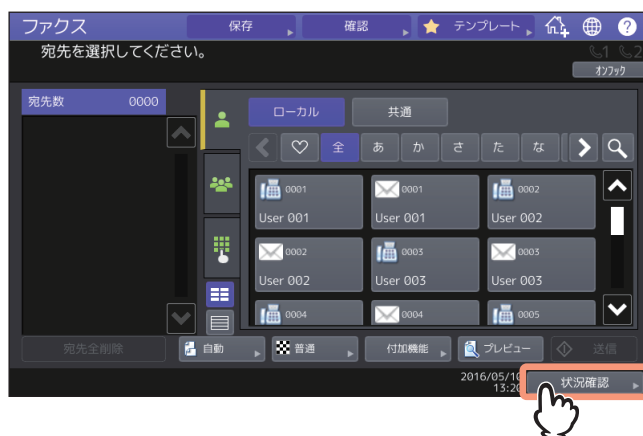 ファクス 保存 確認 テンプレート
宛先を選択してください。
1 2
オンフック
宛先数 0000
ローカル 共通
全 あ か さ た な
0001 0001 0002
User 001 User 001 User 002
0002 0003 0003
User 002 User 003 User 003
0004 0004 0005
宛先全削除 自動 普通 付加機能 プレビュー 送信
2016/05/10
13:20
状況確認